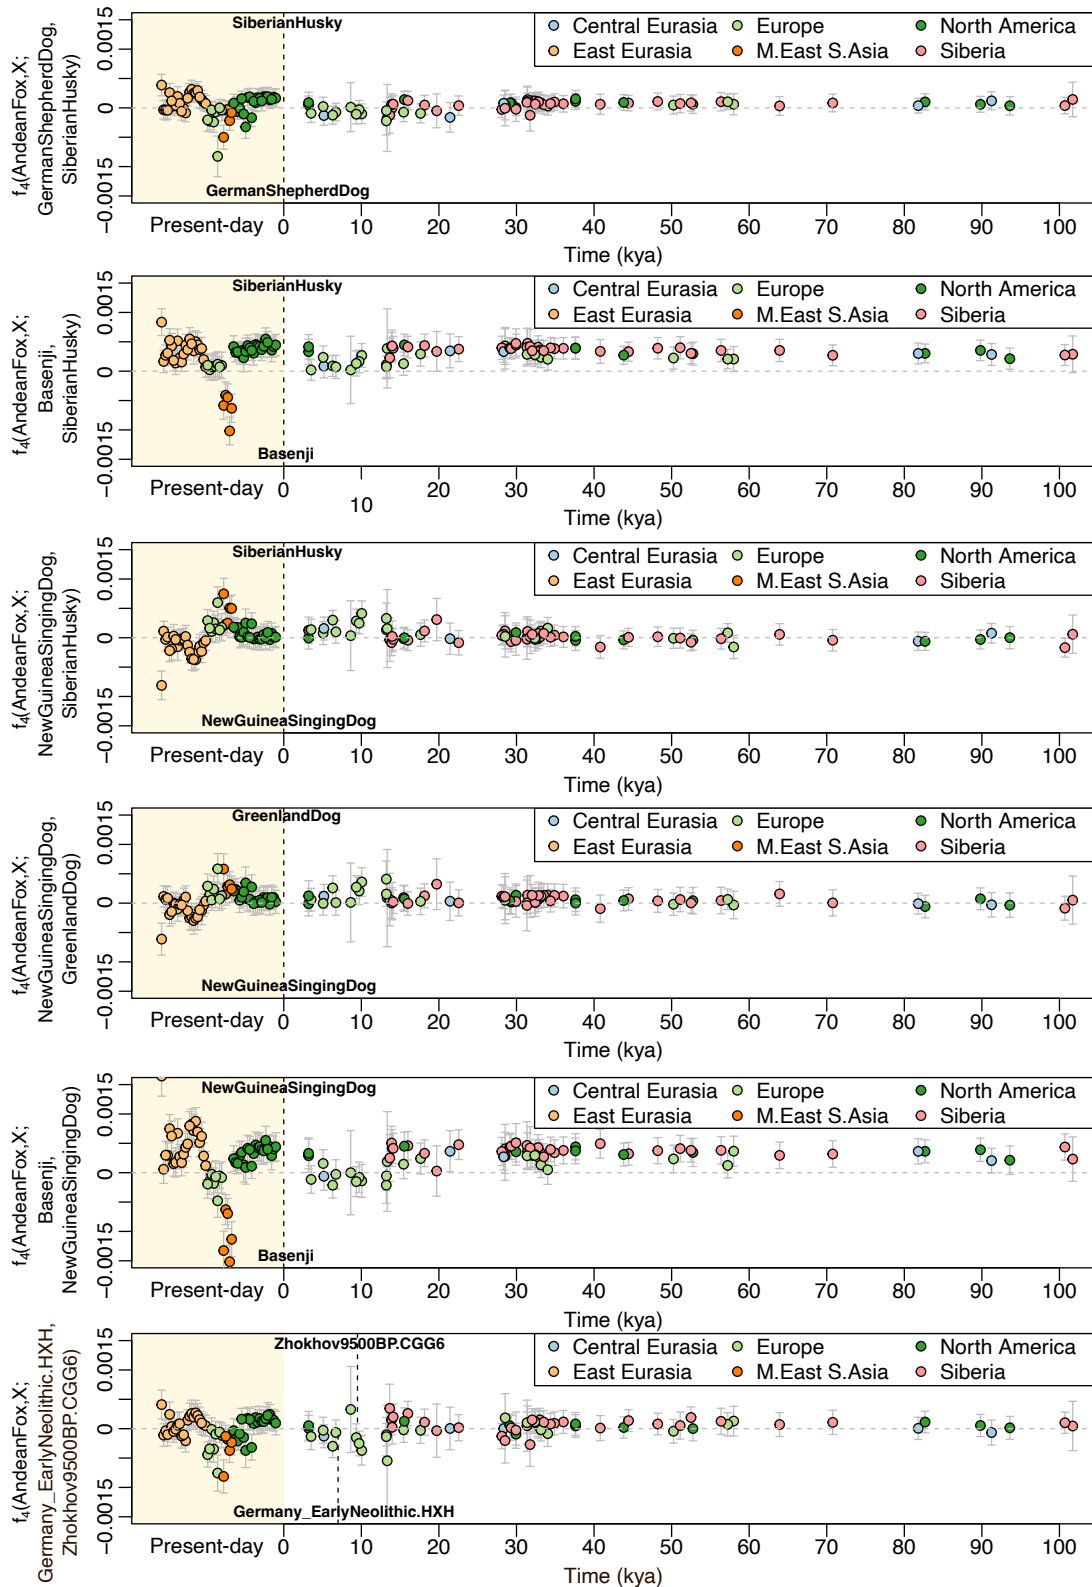 f4(AndeanFox,X;
GermanShepherdDog,
SiberianHusky)
0.0015
0
−0.0015
SiberianHusky
GermanShepherdDog
Central Eurasia
Europe
North America
East Eurasia
M.East S.Asia
Siberia
Present-day 0 10 20 30 40 50 60 70 80 90 100
Time (kya)
f4(AndeanFox,X;
Basenji,
SiberianHusky)
0.0015
0
−0.0015
SiberianHusky
Basenji
Central Eurasia
Europe
North America
East Eurasia
M.East S.Asia
Siberia
Present-day 0 10 20 30 40 50 60 70 80 90 100
Time (kya)
f4(AndeanFox,X;
NewGuineaSingingDog,
SiberianHusky)
0.0015
0
−0.0015
SiberianHusky
NewGuineaSingingDog
Central Eurasia
Europe
North America
East Eurasia
M.East S.Asia
Siberia
Present-day 0 10 20 30 40 50 60 70 80 90 100
Time (kya)
f4(AndeanFox,X;
NewGuineaSingingDog,
GreenlandDog)
0.0015
0
−0.0015
GreenlandDog
NewGuineaSingingDog
Central Eurasia
Europe
North America
East Eurasia
M.East S.Asia
Siberia
Present-day 0 10 20 30 40 50 60 70 80 90 100
Time (kya)
f4(AndeanFox,X;
Basenji,
NewGuineaSingingDog)
0.0015
0
−0.0015
NewGuineaSingingDog
Basenji
Central Eurasia
Europe
North America
East Eurasia
M.East S.Asia
Siberia
Present-day 0 10 20 30 40 50 60 70 80 90 100
Time (kya)
f4(AndeanFox,X;
Germany_EarlyNeolithic.HXH,
Zhokhov9500BP.CGG6)
0.0015
0
−0.0015
Zhokhov9500BP.CGG6
Germany_EarlyNeolithic.HXH
Central Eurasia
Europe
North America
East Eurasia
M.East S.Asia
Siberia
Present-day 0 10 20 30 40 50 60 70 80 90 100
Time (kya)